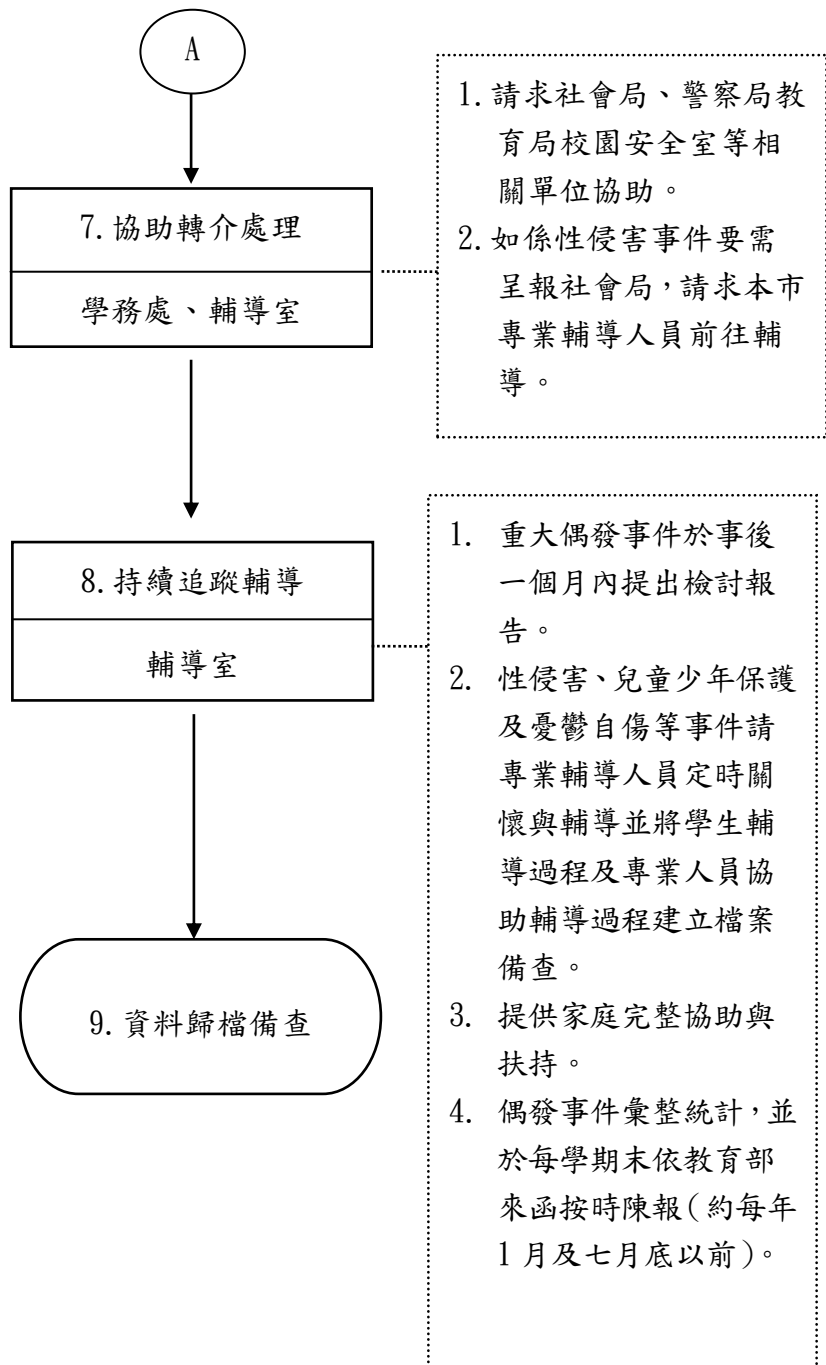 A
7.協助轉介處理
學務處、輔導室
1.請求社會局、警察局教
育局校園安全室等相
關單位協助。
2.如係性侵害事件要需
呈報社會局，請求本市
專業輔導人員前往輔
導。
8.持續追蹤輔導
輔導室
1. 重大偶發事件於事後
一個月內提出檢討報
告。
2. 性侵害、兒童少年保護
及憂鬱自傷等事件請
專業輔導人員定時關
懷與輔導並將學生輔
導過程及專業人員協
助輔導過程建立檔案
備查。
3. 提供家庭完整協助與
扶持。
4. 偶發事件彙整統計，並
於每學期末依教育部
來函按時陳報(約每年
1月及七月底以前)。
9.資料歸檔備查